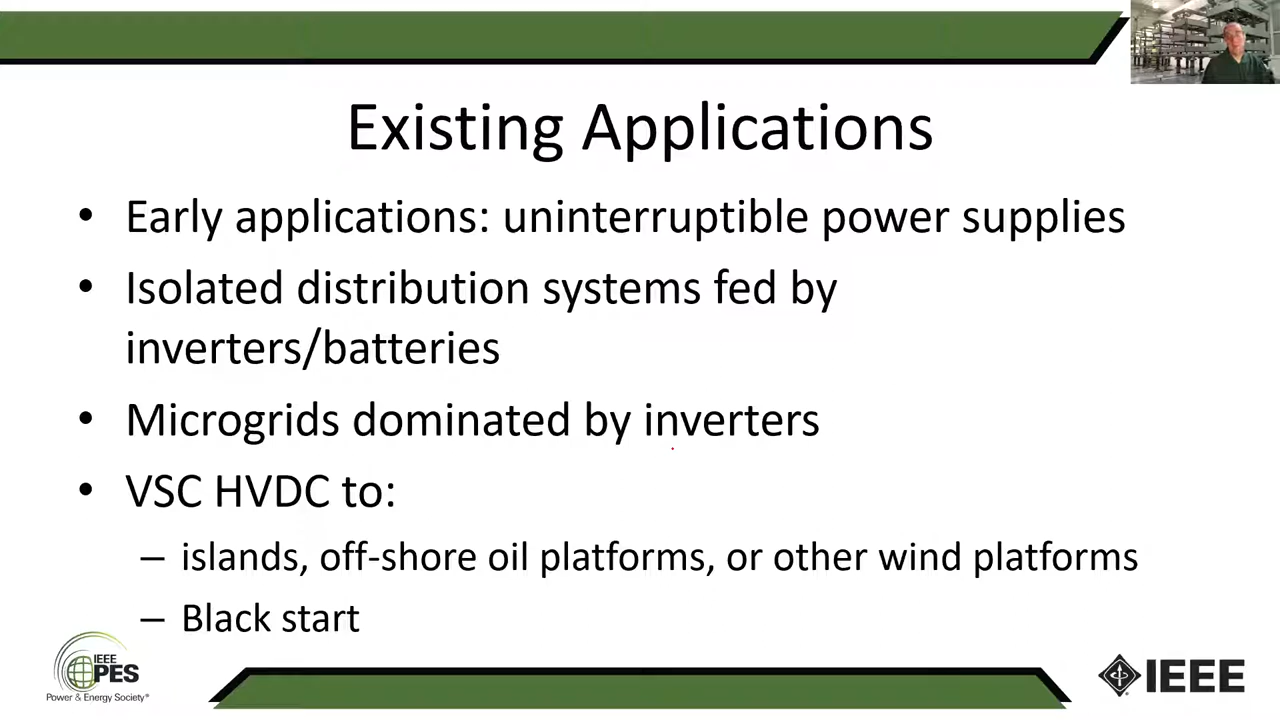 Existing Applications
• Early applications: uninterruptible power supplies
• Isolated distribution systems fed by
inverters/batteries
• Microgrids dominated by inverters
• VSC HVDC to:
– islands, off-shore oil platforms, or other wind platforms
– Black start
IEEE
PES
Power & Energy Society®
IEEE